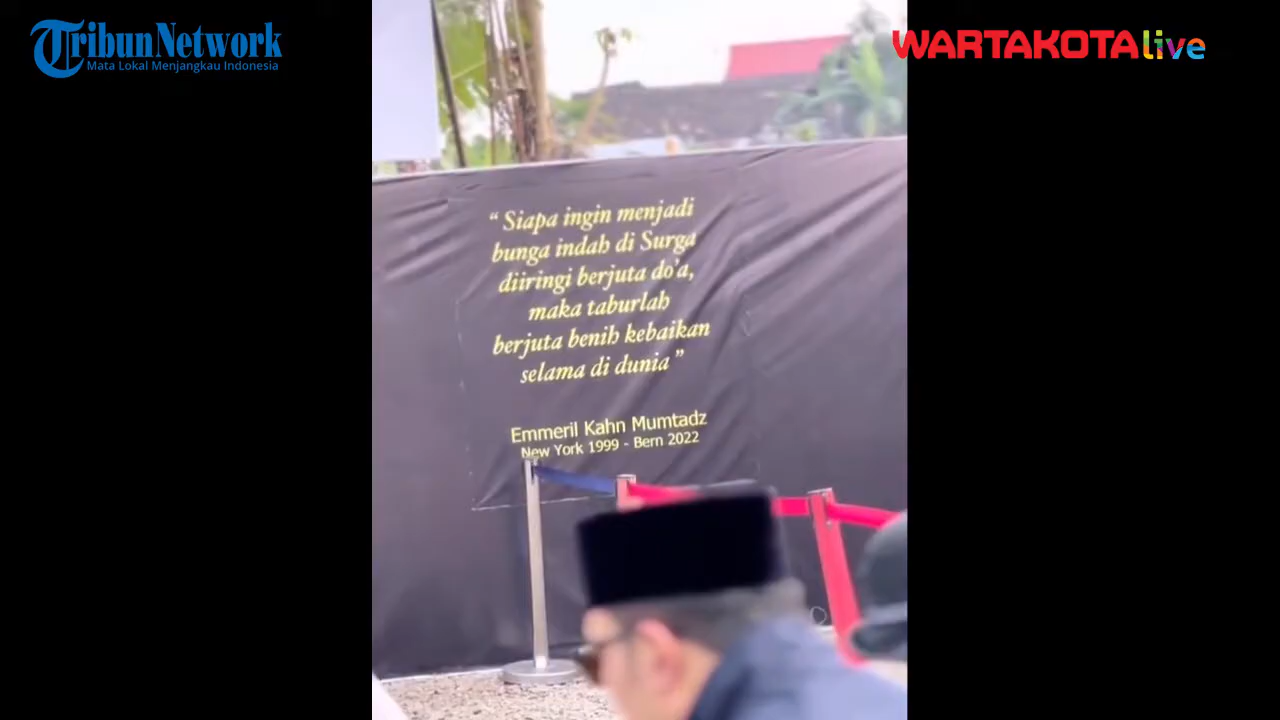 TribunNetwork
Mata Lokal Menjangkau Indonesia
WARTAKOTAlive
“ Siapa ingin menjadi
bunga indah di Surga
diiringi berjuta do’a,
maka taburlah
berjuta benih kebaikan
selama di dunia ”
Emmeril Kahn Mumtadz
New York 1999 - Bern 2022